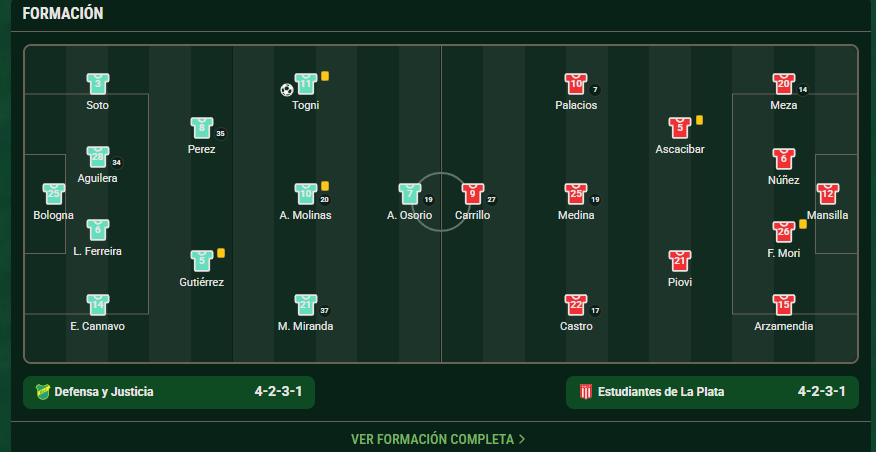 FORMACIÓN
3
Soto
28
34
Aguilera
25
Bologna
6
L. Ferreira
14
E. Cannavo
8
35
Perez
5
Gutiérrez
11
Togni
10
20
A. Molinas
21
37
M. Miranda
7
19
A. Osorio
9
27
Carrillo
10
7
Palacios
25
19
Medina
22
17
Castro
5
Ascacibar
21
Piovi
20
14
Meza
6
Núñez
26
F. Mori
15
Arzamendia
12
Mansilla
Defensa y Justicia 4-2-3-1
Estudiantes de La Plata 4-2-3-1
VER FORMACIÓN COMPLETA >